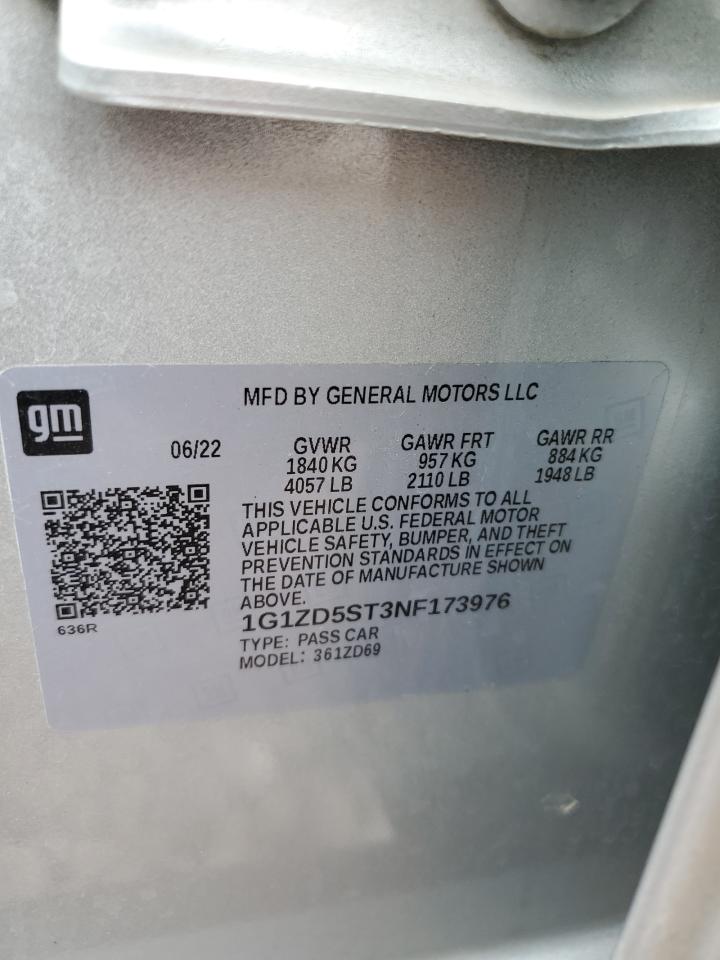 gm
MFD BY GENERAL MOTORS LLC
06/22 GVWR GAWR FRT GAWR RR
1840 KG 957 KG 884 KG
4057 LB 2110 LB 1948 LB
THIS VEHICLE CONFORMS TO ALL
APPLICABLE U.S. FEDERAL MOTOR
VEHICLE SAFETY, BUMPER, AND THEFT
PREVENTION STANDARDS IN EFFECT ON
THE DATE OF MANUFACTURE SHOWN
ABOVE.
1G1ZD5ST3NF173976
636R
TYPE: PASS CAR
MODEL: 361ZD69